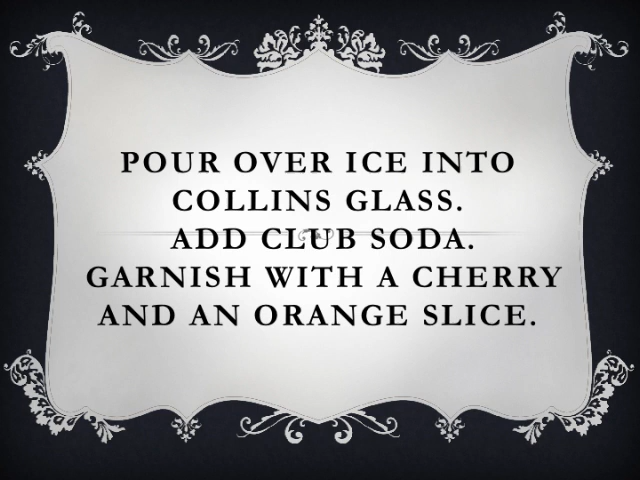 POUR OVER ICE INTO
COLLINS GLASS.
ADD CLUB SODA.
GARNISH WITH A CHERRY
AND AN ORANGE SLICE.